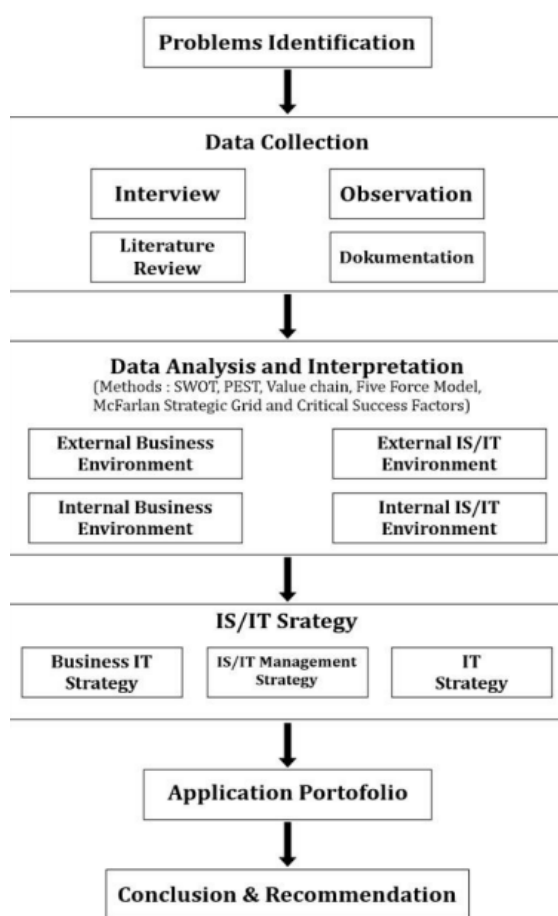 Problems Identification
Data Collection
Interview
Observation
Literature
Review
Dokumentation
Data Analysis and Interpretation
(Methods : SWOT, PEST, Value chain, Five Force Model,
McFarlan Strategic Grid and Critical Success Factors)
External Business
Environment
External IS/IT
Environment
Internal Business
Environment
Internal IS/IT
Environment
IS/IT Srategy
Business IT
Strategy
IS/IT Management
Strategy
IT
Strategy
Application Portofolio
Conclusion & Recommendation